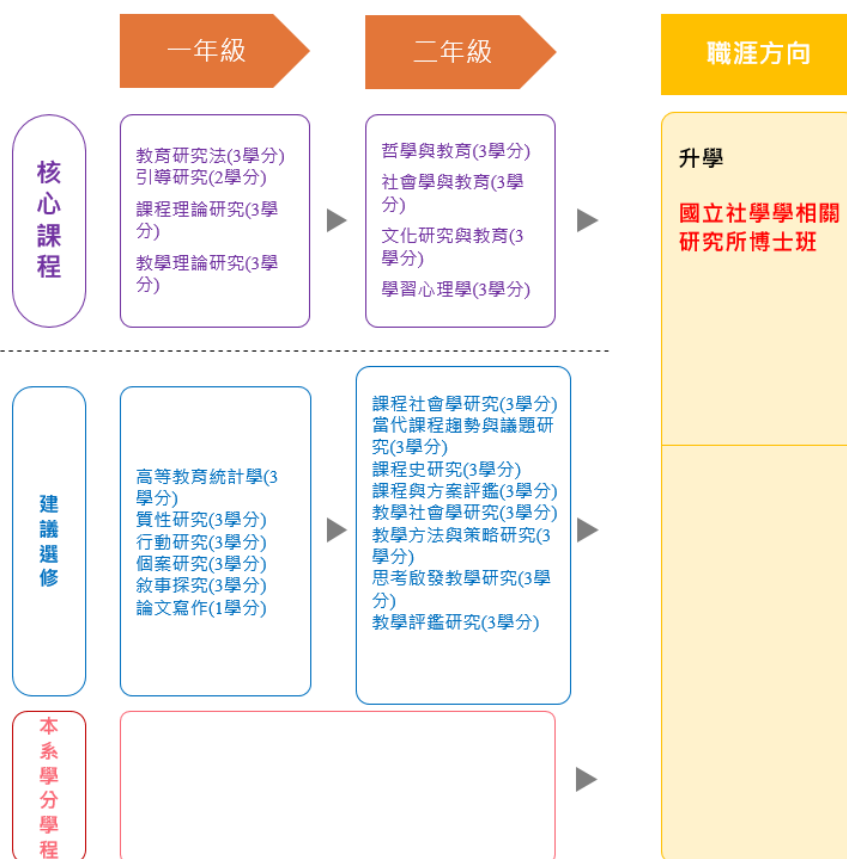 一年級
二年級
職涯方向
核心課程
教育研究法(3學分)
引導研究(2學分)
課程理論研究(3學
分)
教學理論研究(3學
分)
哲學與教育(3學分)
社會學與教育(3學
分)
文化研究與教育(3
學分)
學習心理學(3學分)
升學
國立社學學相關
研究所博士班
建議選修
高等教育統計學(3
學分)
質性研究(3學分)
行動研究(3學分)
個案研究(3學分)
敘事探究(3學分)
論文寫作(1學分)
課程社會學研究(3學分)
當代課程趨勢與議題研
究(3學分)
課程史研究(3學分)
課程與方案評鑑(3學分)
教學社會學研究(3學分)
教學方法與策略研究(3
學分)
思考啟發教學研究(3學
分)
教學評鑑研究(3學分)
本系學分學程